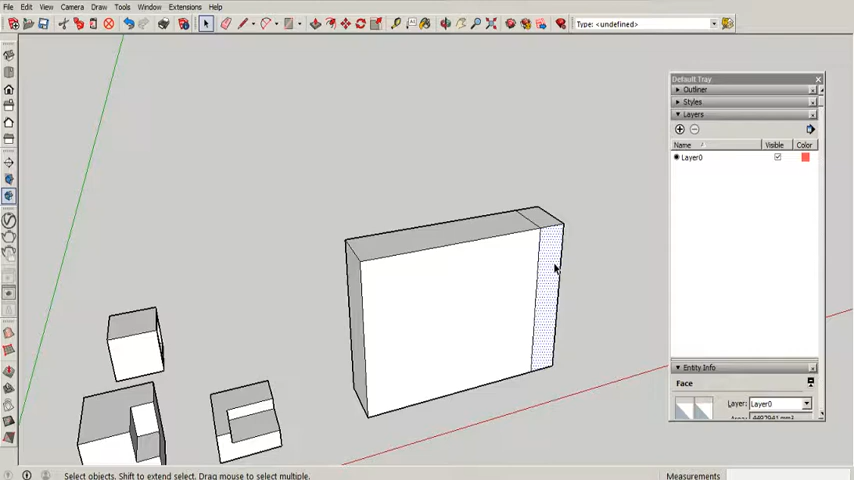 File Edit View Camera Draw Tools Window Extensions Help
Type: <undefined>
Default Tray
Outliner
Styles
Layers
Name Visible Color
Layer0
Entity Info
Face
Layer: Layer0
Select objects. Shift to extend select. Drag mouse to select multiple. Measurements